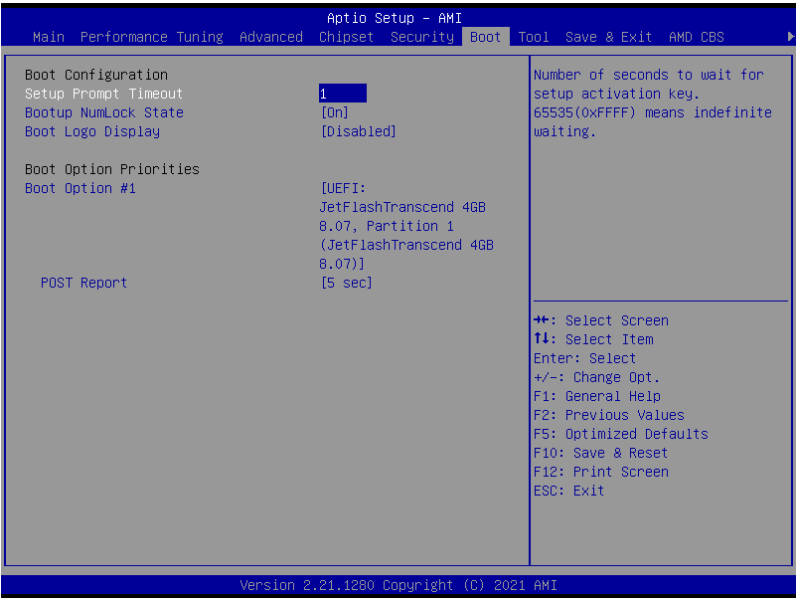 Aptio Setup - AMI
Main Performance Tuning Advanced Chipset Security Boot Tool Save & Exit AMD CBS
Boot Configuration
Setup Prompt Timeout 1
Bootup NumLock State [On]
Boot Logo Display [Disabled]
Boot Option Priorities
Boot Option #1 [UEFI:
JetFlashTranscend 4GB
8.07, Partition 1
(JetFlashTranscend 4GB
8.07)]
POST Report [5 sec]
Number of seconds to wait for
setup activation key.
65535(0xFFFF) means indefinite
waiting.
→←: Select Screen
↑↓: Select Item
Enter: Select
+/-: Change Opt.
F1: General Help
F2: Previous Values
F5: Optimized Defaults
F10: Save & Reset
F12: Print Screen
ESC: Exit
Version 2.21.1280 Copyright (C) 2021 AMI